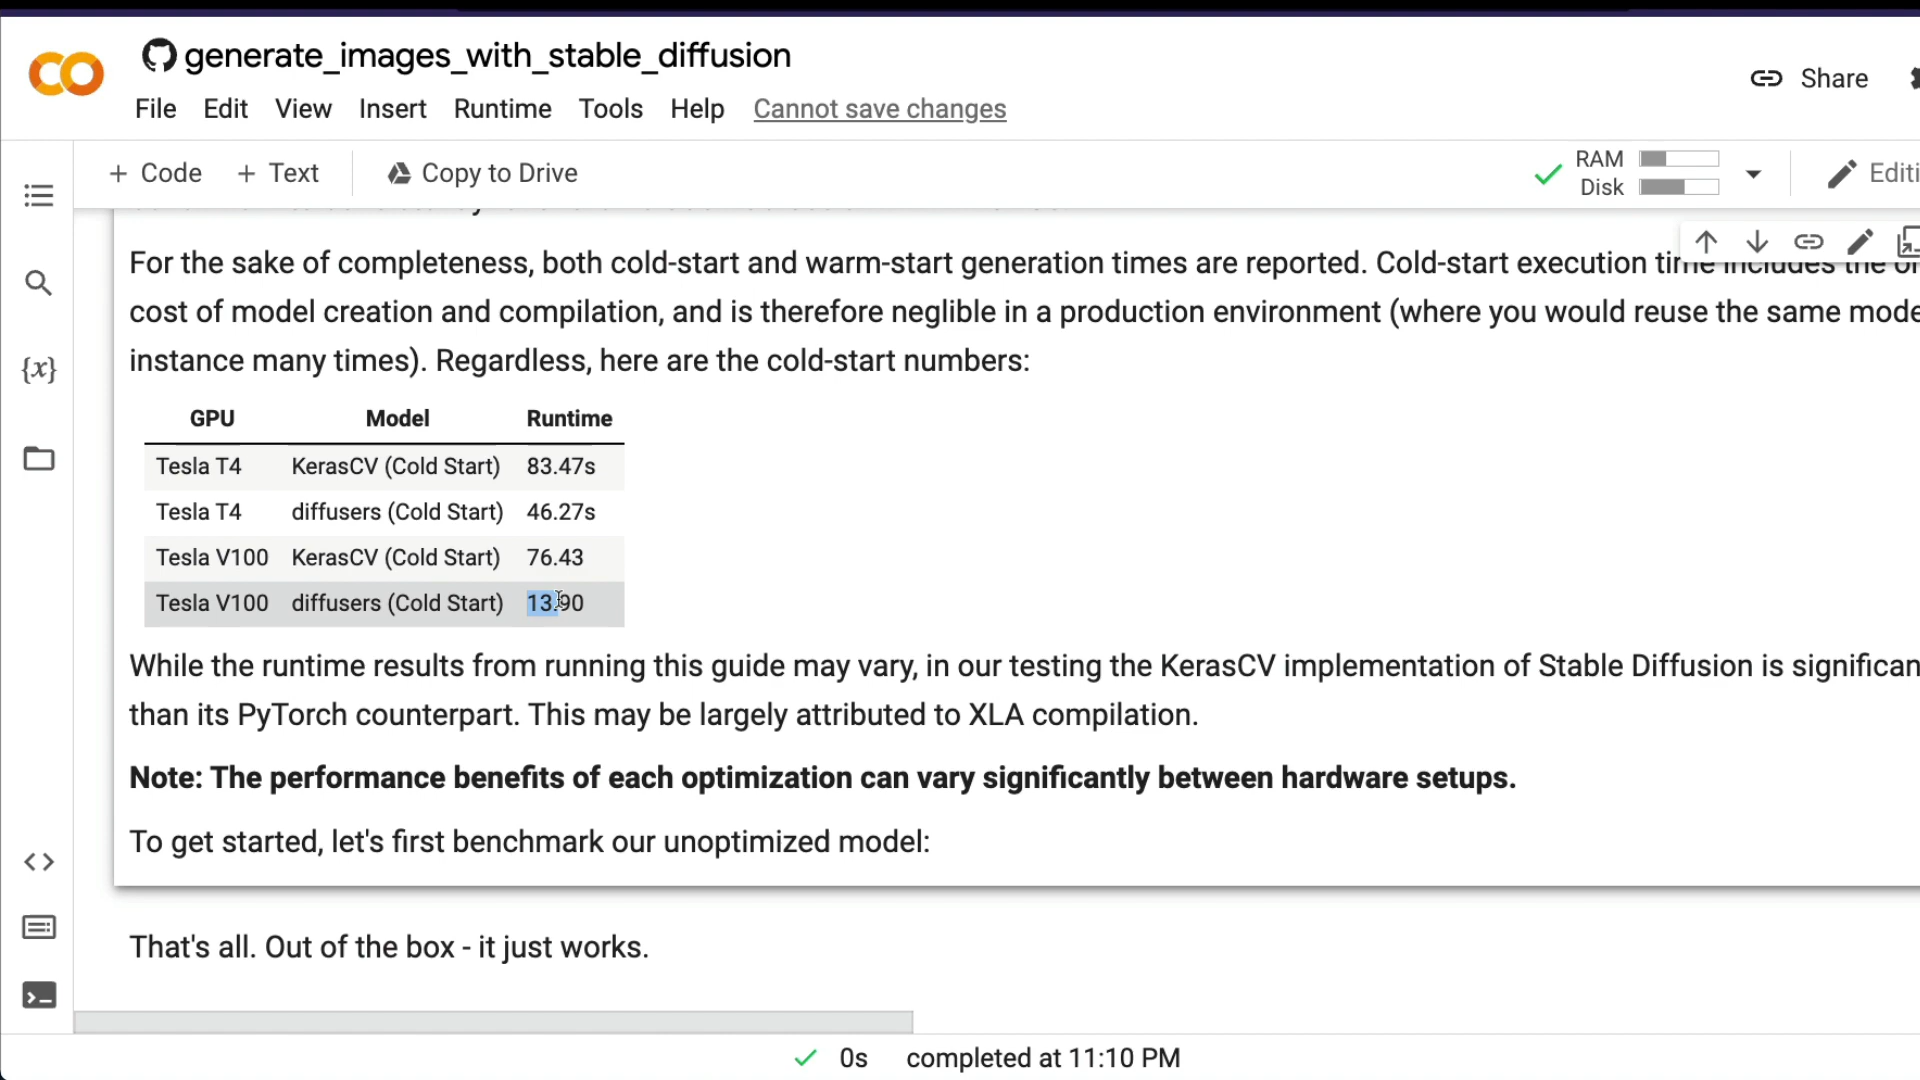 generate_images_with_stable_diffusion
File Edit View Insert Runtime Tools Help Cannot save changes
Share
+ Code + Text Copy to Drive
RAM
Disk
Editi
For the sake of completeness, both cold-start and warm-start generation times are reported. Cold-start execution time includes the
cost of model creation and compilation, and is therefore neglible in a production environment (where you would reuse the same mode
instance many times). Regardless, here are the cold-start numbers:
GPU Model Runtime
Tesla T4 KerasCV (Cold Start) 83.47s
Tesla T4 diffusers (Cold Start) 46.27s
Tesla V100 KerasCV (Cold Start) 76.43
Tesla V100 diffusers (Cold Start) 13.90
While the runtime results from running this guide may vary, in our testing the KerasCV implementation of Stable Diffusion is significan
than its PyTorch counterpart. This may be largely attributed to XLA compilation.
Note: The performance benefits of each optimization can vary significantly between hardware setups.
To get started, let's first benchmark our unoptimized model:
That's all. Out of the box - it just works.
0s completed at 11:10 PM